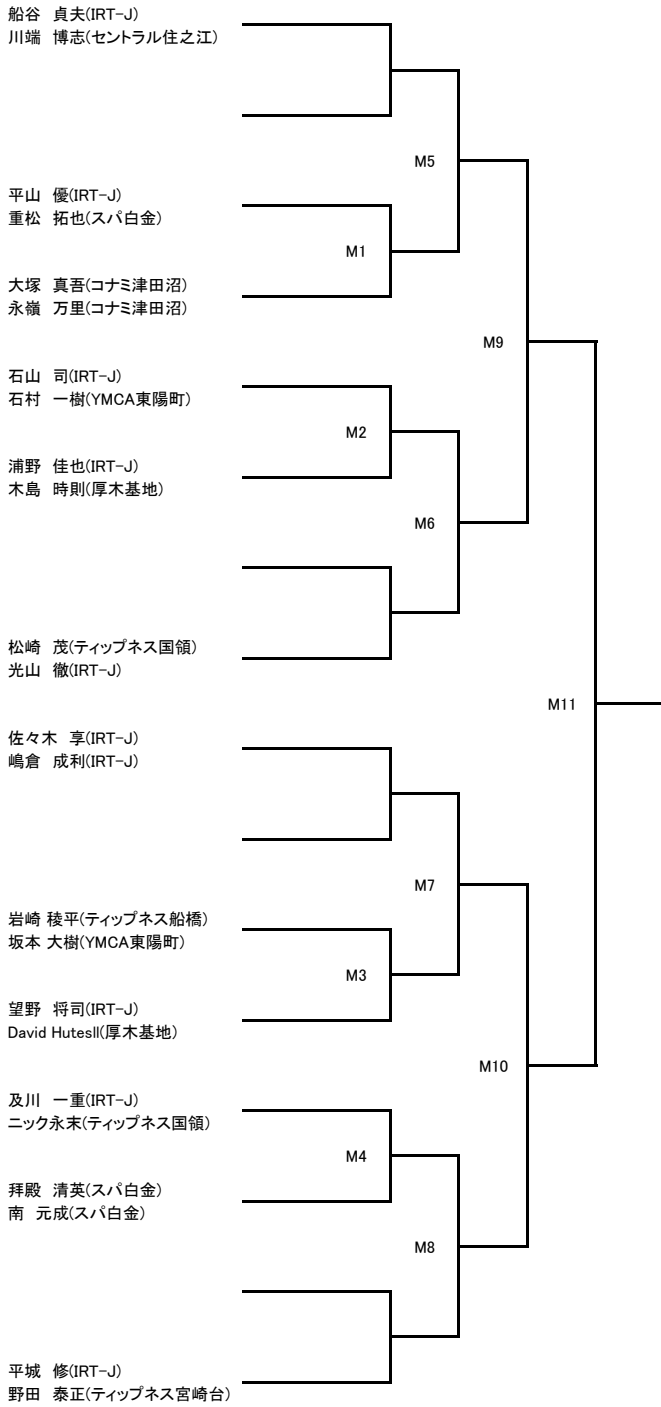 船谷　貞夫(IRT-J)
川端　博志(セントラル住之江)
M5
平山　優(IRT-J)
重松　拓也(スパ白金)
M1
大塚　真吾(コナミ津田沼)
永嶺　万里(コナミ津田沼)
M9
石山　司(IRT-J)
石村　一樹(YMCA東陽町)
M2
浦野　佳也(IRT-J)
木島　時則(厚木基地)
M6
松崎　茂(ティップネス国領)
光山　徹(IRT-J)
M11
佐々木　享(IRT-J)
嶋倉　成利(IRT-J)
M7
岩崎 稜平(ティップネス船橋)
坂本 大樹(YMCA東陽町)
M3
望野　将司(IRT-J)
David Hutesll(厚木基地)
M10
及川　一重(IRT-J)
ニック永末(ティップネス国領)
M4
拜殿　清英(スパ白金)
南　元成(スパ白金)
M8
平城　修(IRT-J)
野田　泰正(ティップネス宮崎台)